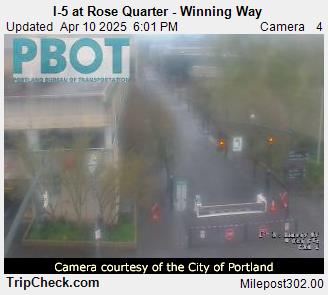 I-5 at Rose Quarter - Winning Way
Updated Apr 10 2025 6:01 PM Camera 4
PBOT
PORTLAND BUREAU OF TRANSPORTATION
Camera courtesy of the City of Portland
TripCheck.com Milepost302.00